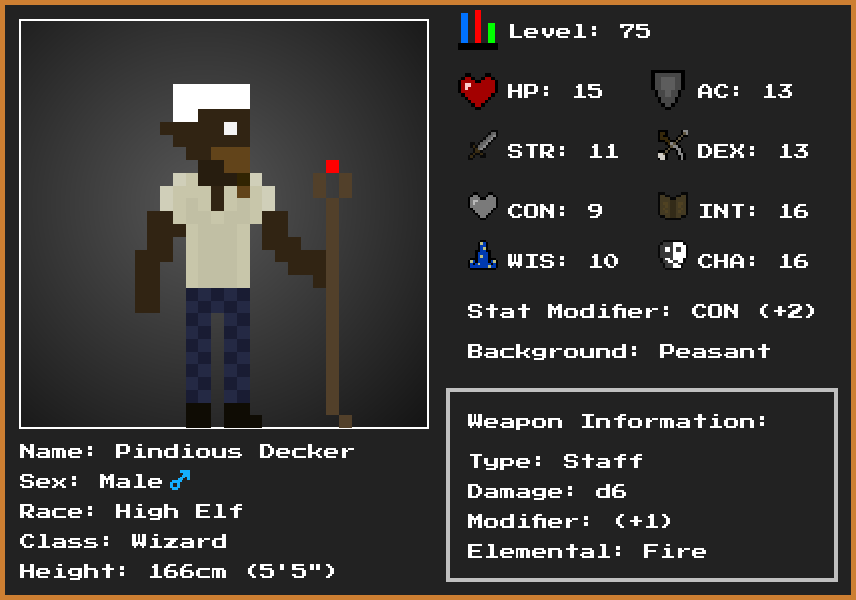 Level: 75
HP: 15
AC: 13
STR: 11
DEX: 13
CON: 9
INT: 16
WIS: 10
CHA: 16
Stat Modifier: CON (+2)
Background: Peasant
Weapon Information:
Type: Staff
Damage: d6
Modifier: (+1)
Elemental: Fire
Name: Pindious Decker
Sex: Male♂
Race: High Elf
Class: Wizard
Height: 166cm (5'5")